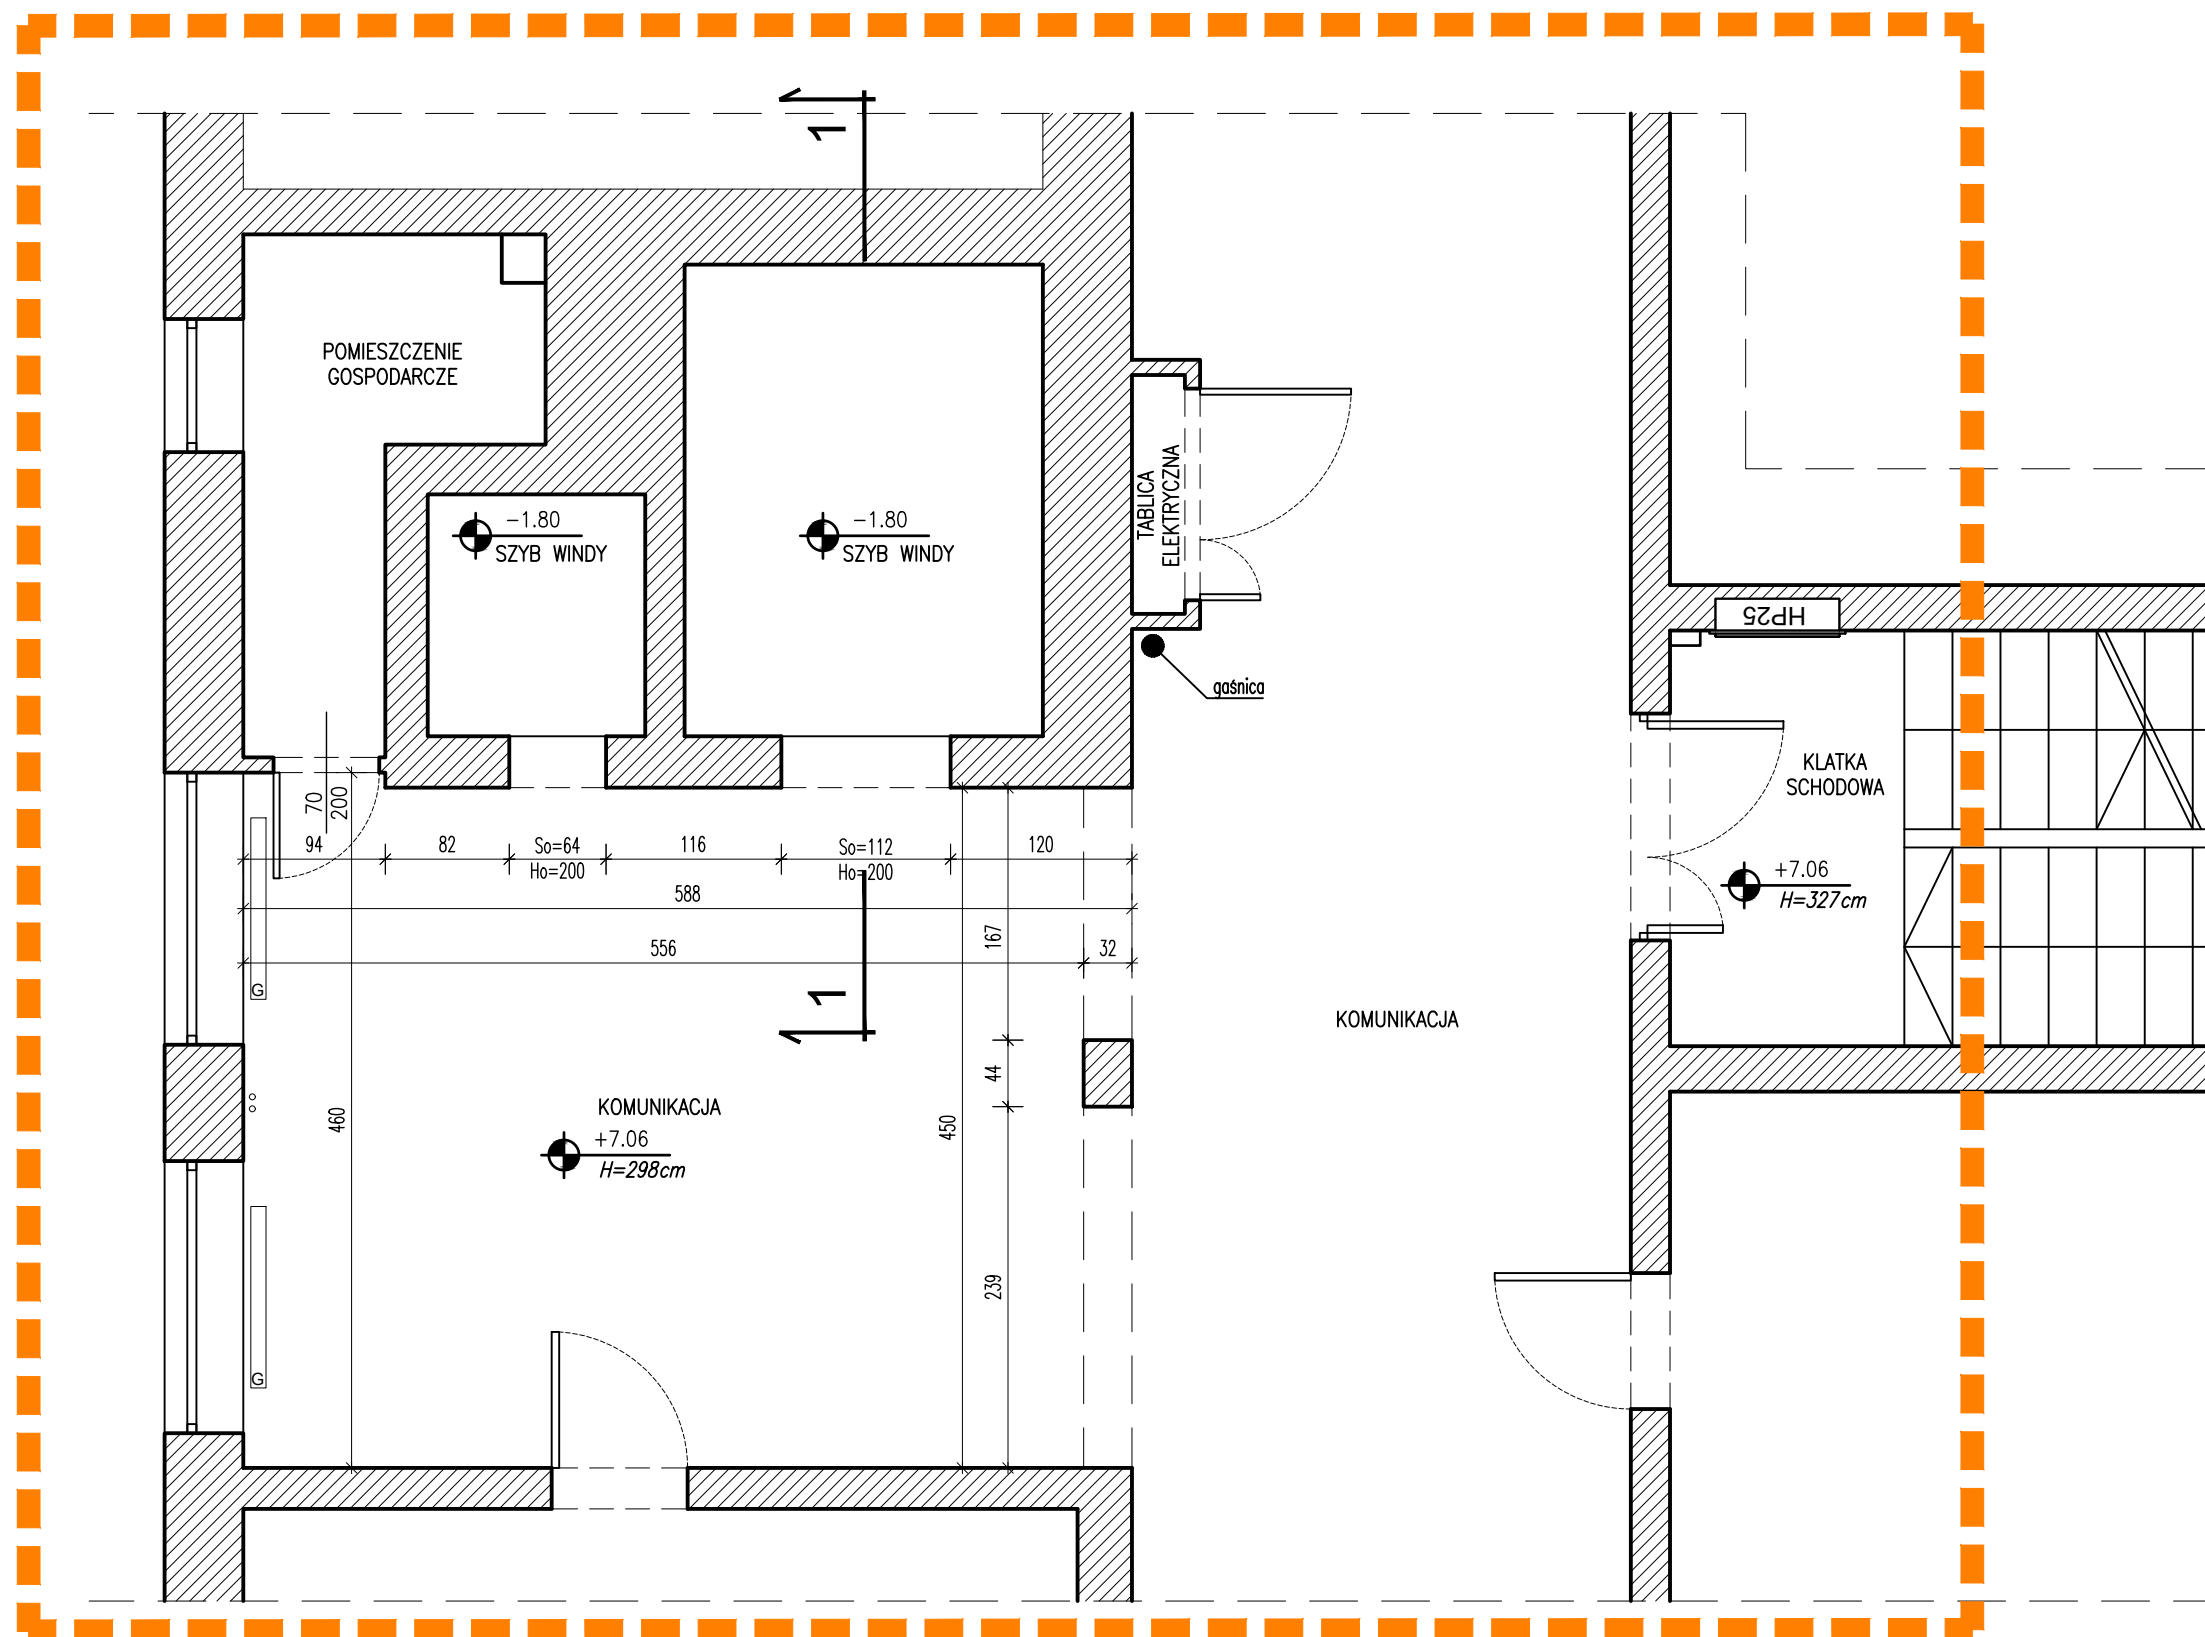 1
POMIESZCZENIE
GOSPODARCZE
-1.80
SZYB WINDY
-1.80
SZYB WINDY
TABLICA
ELEKTRYCZNA
gaśnica
HP25
KLATKA
SCHODOWA
+7.06
H=327cm
70
200
94
82
So=64
Ho=200
116
So=112
Ho=200
120
588
556
32
167
44
239
450
460
G
1
KOMUNIKACJA
KOMUNIKACJA
+7.06
H=298cm
G